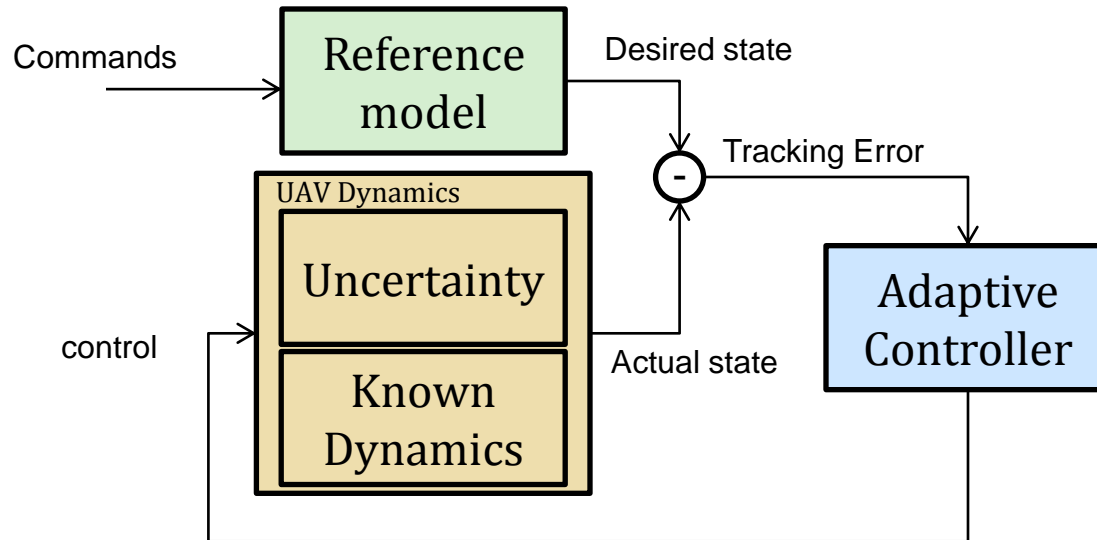 Commands
Reference
model
Desired state
-
Tracking Error
UAV Dynamics
Uncertainty
Known
Dynamics
control
Actual state
Adaptive
Controller